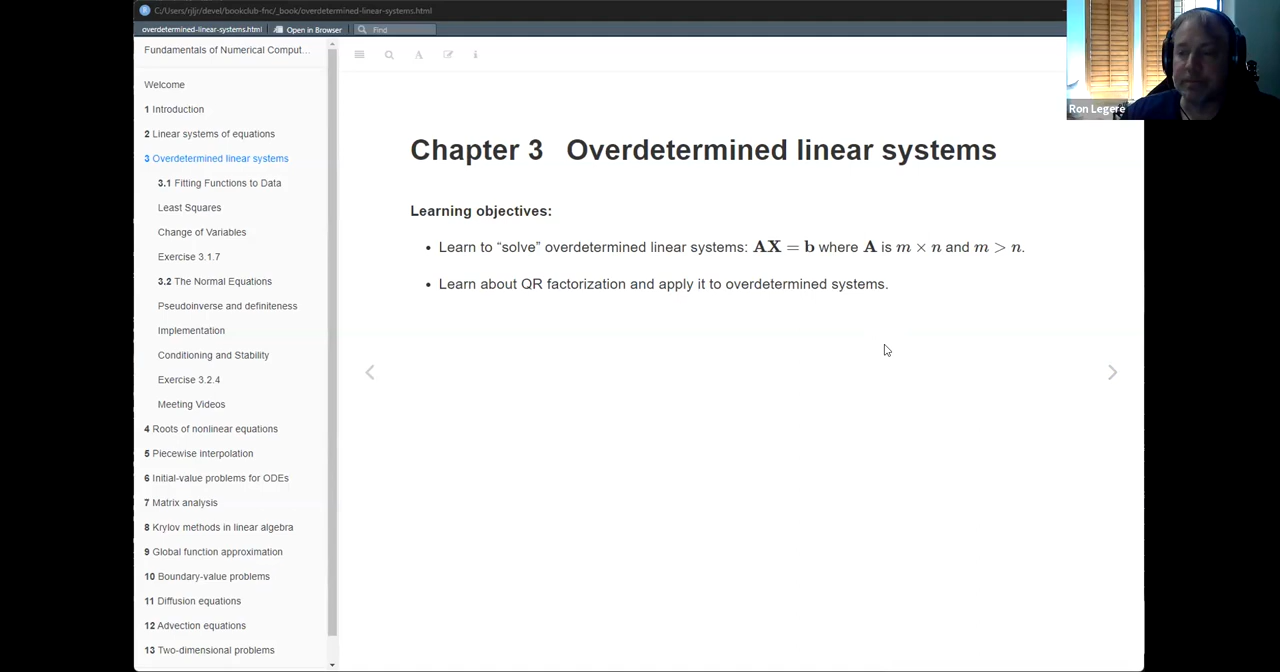 C:/Users/rjljr/devel/bookclub-fnc/_book/overdetermined-linear-systems.html
overdetermined-linear-systems.html Open in Browser Find
Fundamentals of Numerical Comput...
Welcome
1 Introduction
2 Linear systems of equations
3 Overdetermined linear systems
3.1 Fitting Functions to Data
Least Squares
Change of Variables
Exercise 3.1.7
3.2 The Normal Equations
Pseudoinverse and definiteness
Implementation
Conditioning and Stability
Exercise 3.2.4
Meeting Videos
4 Roots of nonlinear equations
5 Piecewise interpolation
6 Initial-value problems for ODEs
7 Matrix analysis
8 Krylov methods in linear algebra
9 Global function approximation
10 Boundary-value problems
11 Diffusion equations
12 Advection equations
13 Two-dimensional problems
Chapter 3 Overdetermined linear systems
Learning objectives:
• Learn to “solve” overdetermined linear systems: AX = b where A is m × n and m > n.
• Learn about QR factorization and apply it to overdetermined systems.
Ron Legere